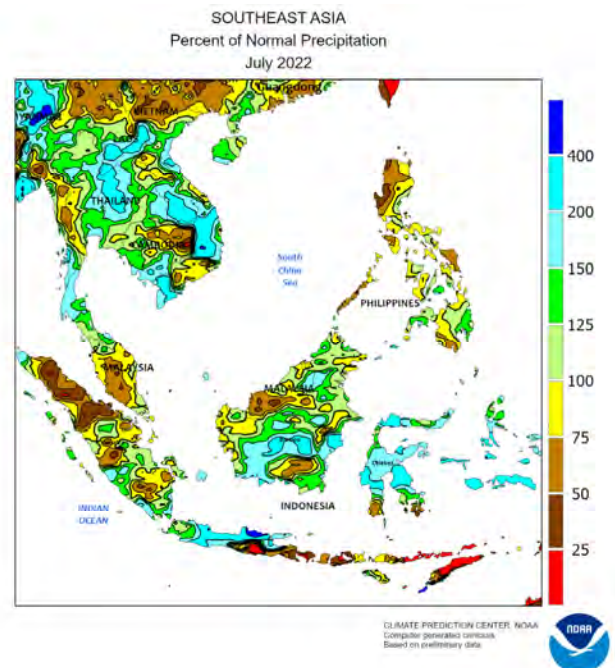 SOUTHEAST ASIA
Percent of Normal Precipitation
July 2022
Guangdong
VIETNAM
LAOS
THAILAND
CAMBODIA
South
China
Sea
PHILIPPINES
MALAYSIA
MALAYSIA
INDONESIA
INDIAN
OCEAN
400
200
150
125
100
75
50
25
CLIMATE PREDICTION CENTER, NOAA
Computer generated contours
Based on preliminary data
NOAA